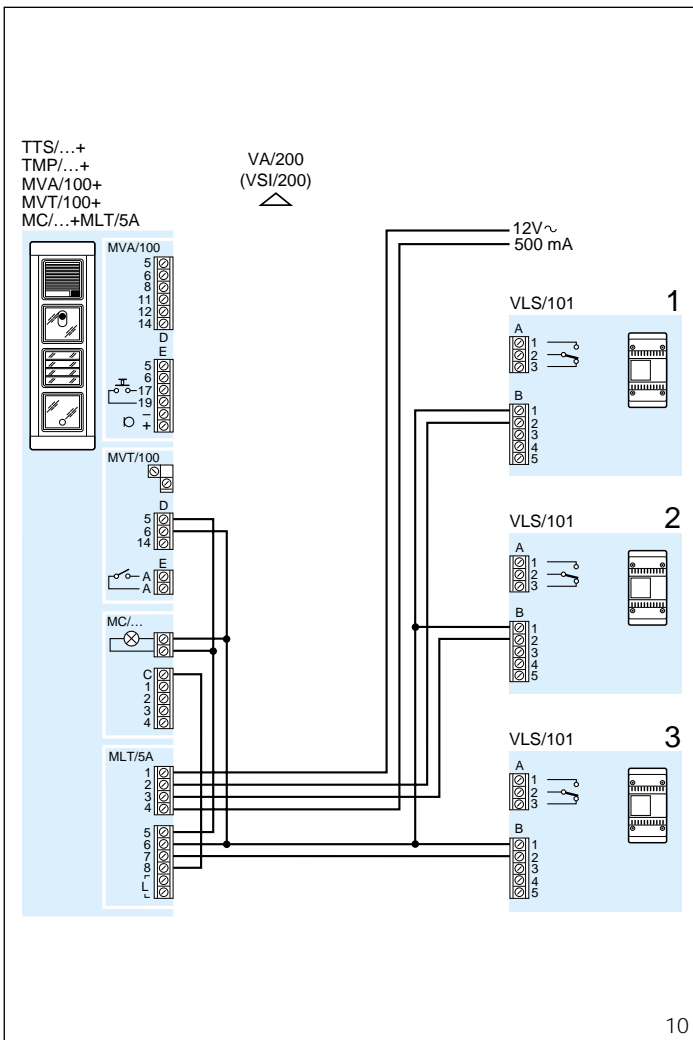 TTS/…+
TMP/…+
MVA/100+
MVT/100+
MC/…+MLT/5A
VA/200
(VSI/200)
12V~
500 mA
MVA/100
5
6
8
11
12
14
D
E
5
6
17
19
–
+
MVT/100
D
5
6
14
E
A
A
MC/…
C
1
2
3
4
MLT/5A
1
2
3
4
5
6
7
8
L
VLS/101
1
A
1
2
3
B
1
2
3
4
5
VLS/101
2
A
1
2
3
B
1
2
3
4
5
VLS/101
3
A
1
2
3
B
1
2
3
4
5
10